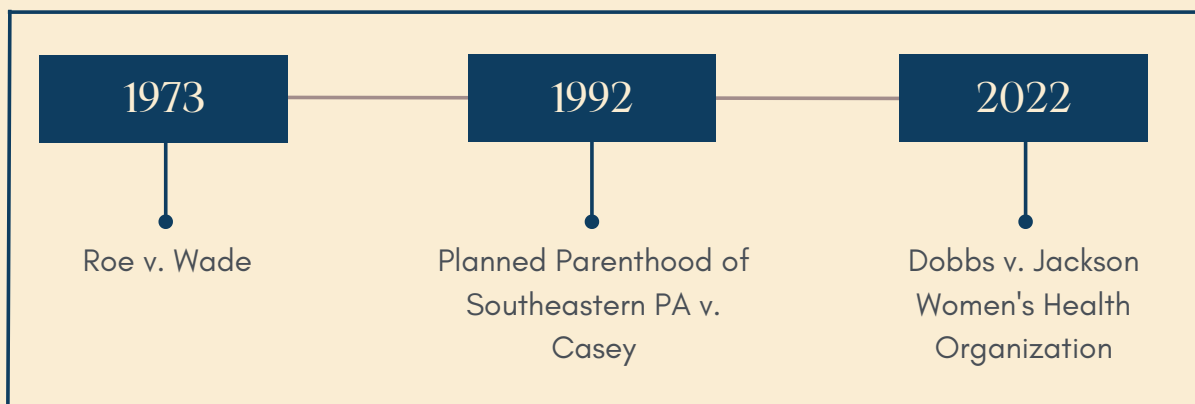 1973
1992
2022
Roe v. Wade
Planned Parenthood of
Southeastern PA v.
Casey
Dobbs v. Jackson
Women's Health
Organization